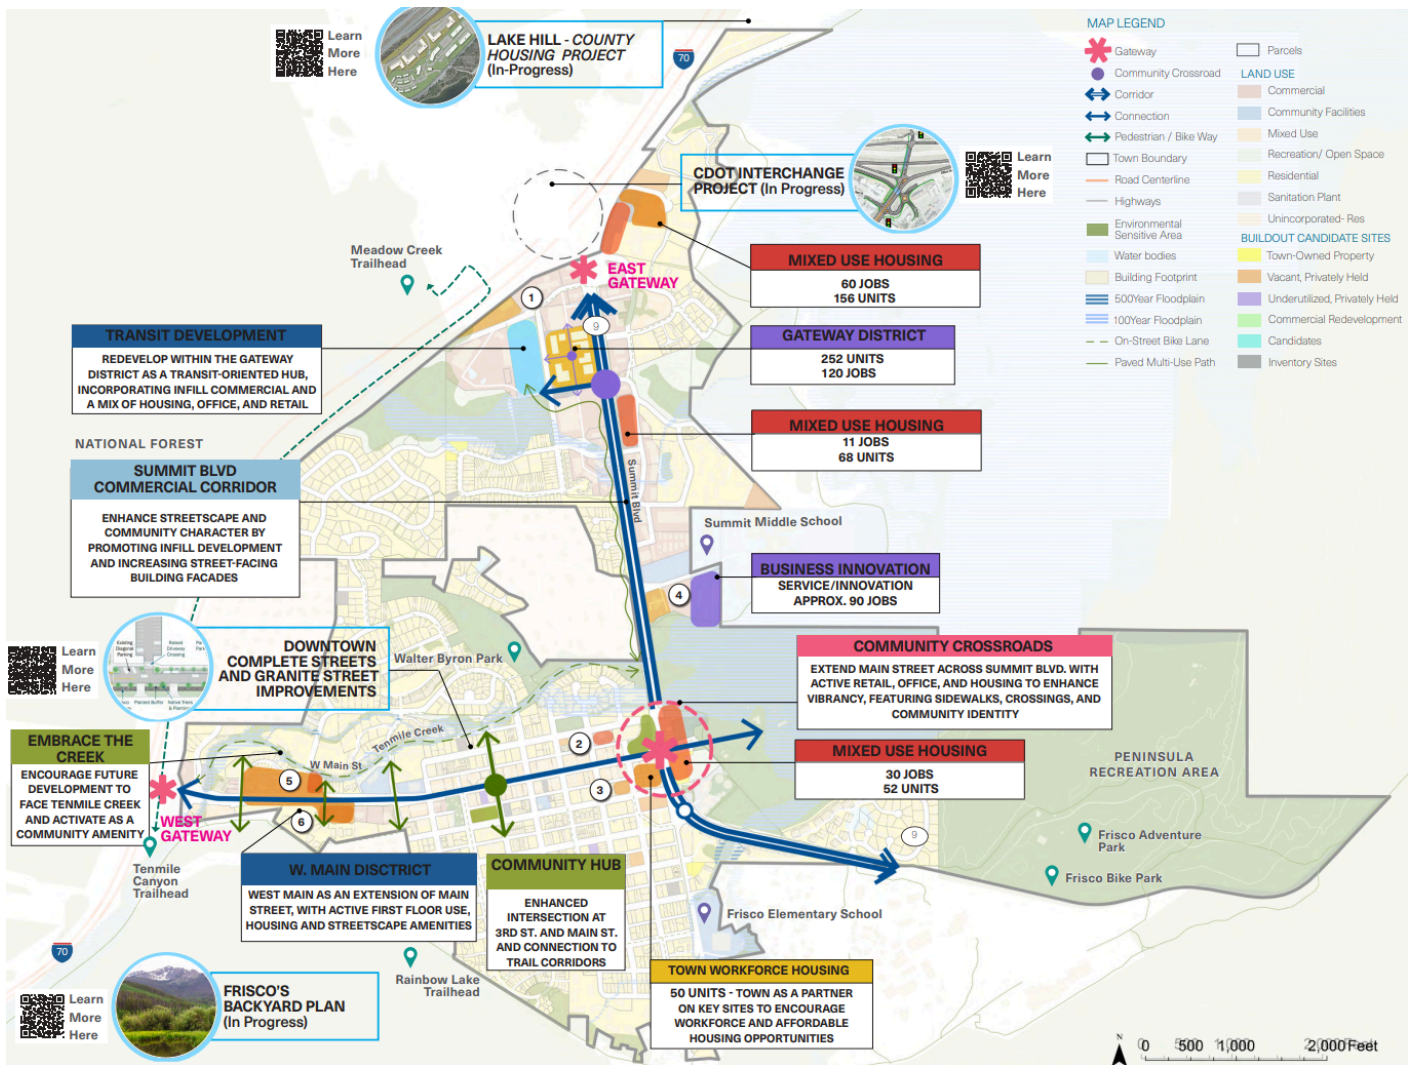 Learn
More
Here
LAKE HILL - COUNTY
HOUSING PROJECT
(In-Progress)
70
CDOT INTERCHANGE
PROJECT (In Progress)
Learn
More
Here
Meadow Creek
Trailhead
EAST
GATEWAY
1
9
MIXED USE HOUSING
60 JOBS
156 UNITS
TRANSIT DEVELOPMENT
REDEVELOP WITHIN THE GATEWAY
DISTRICT AS A TRANSIT-ORIENTED HUB,
INCORPORATING INFILL COMMERCIAL AND
A MIX OF HOUSING, OFFICE, AND RETAIL
GATEWAY DISTRICT
252 UNITS
120 JOBS
MIXED USE HOUSING
11 JOBS
68 UNITS
NATIONAL FOREST
SUMMIT BLVD
COMMERCIAL CORRIDOR
ENHANCE STREETSCAPE AND
COMMUNITY CHARACTER BY
PROMOTING INFILL DEVELOPMENT
AND INCREASING STREET-FACING
BUILDING FACADES
Summit Blvd
Summit Middle School
BUSINESS INNOVATION
SERVICE/INNOVATION
APPROX. 90 JOBS
4
Learn
More
Here
Existing
Diagonal
Parking
Raised
Driveway
Crossing
Planted Buffer
Native Trees
& Planting
DOWNTOWN
COMPLETE STREETS
AND GRANITE STREET
IMPROVEMENTS
Walter Byron Park
COMMUNITY CROSSROADS
EXTEND MAIN STREET ACROSS SUMMIT BLVD. WITH
ACTIVE RETAIL, OFFICE, AND HOUSING TO ENHANCE
VIBRANCY, FEATURING SIDEWALKS, CROSSINGS, AND
COMMUNITY IDENTITY
EMBRACE THE
CREEK
ENCOURAGE FUTURE
DEVELOPMENT TO
FACE TENMILE CREEK
AND ACTIVATE AS A
COMMUNITY AMENITY
Tenmile Creek
W Main St
2
3
5
6
WEST
GATEWAY
MIXED USE HOUSING
30 JOBS
52 UNITS
PENINSULA
RECREATION AREA
9
Frisco Adventure
Park
Frisco Bike Park
Tenmile
Canyon
Trailhead
W. MAIN DISCTRICT
WEST MAIN AS AN EXTENSION OF MAIN
STREET, WITH ACTIVE FIRST FLOOR USE,
HOUSING AND STREETSCAPE AMENITIES
COMMUNITY HUB
ENHANCED
INTERSECTION AT
3RD ST. AND MAIN ST.
AND CONNECTION TO
TRAIL CORRIDORS
Frisco Elementary School
70
Rainbow Lake
Trailhead
Learn
More
Here
FRISCO'S
BACKYARD PLAN
(In Progress)
TOWN WORKFORCE HOUSING
50 UNITS - TOWN AS A PARTNER
ON KEY SITES TO ENCOURAGE
WORKFORCE AND AFFORDABLE
HOUSING OPPORTUNITIES
N
0 500 1,000 2,000 Feet
MAP LEGEND
Gateway
Community Crossroad
Corridor
Connection
Pedestrian / Bike Way
Town Boundary
Road Centerline
Highways
Environmental
Sensitive Area
Water bodies
Building Footprint
500Year Floodplain
100Year Floodplain
On-Street Bike Lane
Paved Multi-Use Path
Parcels
LAND USE
Commercial
Community Facilities
Mixed Use
Recreation/ Open Space
Residential
Sanitation Plant
Unincorporated- Res
BUILDOUT CANDIDATE SITES
Town-Owned Property
Vacant, Privately Held
Underutilized, Privately Held
Commercial Redevelopment
Candidates
Inventory Sites